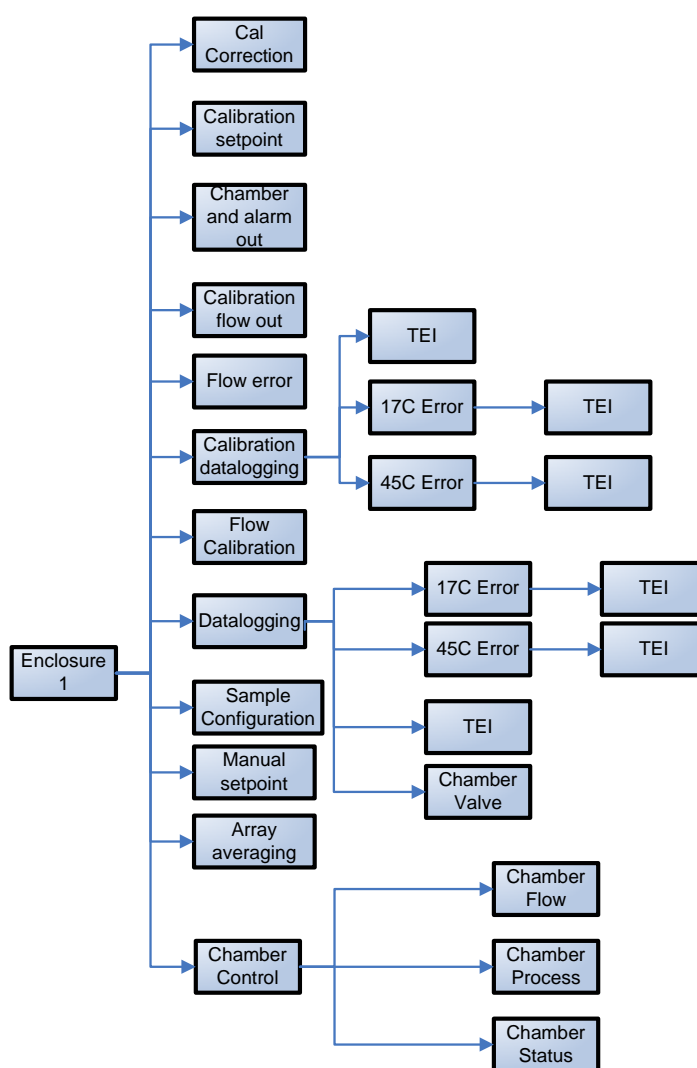 Cal
Correction
Calibration
setpoint
Chamber
and alarm
out
Calibration
flow out
TEI
Flow error
17C Error
TEI
Calibration
datalogging
45C Error
TEI
Flow
Calibration
17C Error
TEI
Datalogging
45C Error
TEI
Enclosure
1
Sample
Configuration
TEI
Manual
setpoint
Chamber
Valve
Array
averaging
Chamber
Flow
Chamber
Control
Chamber
Process
Chamber
Status